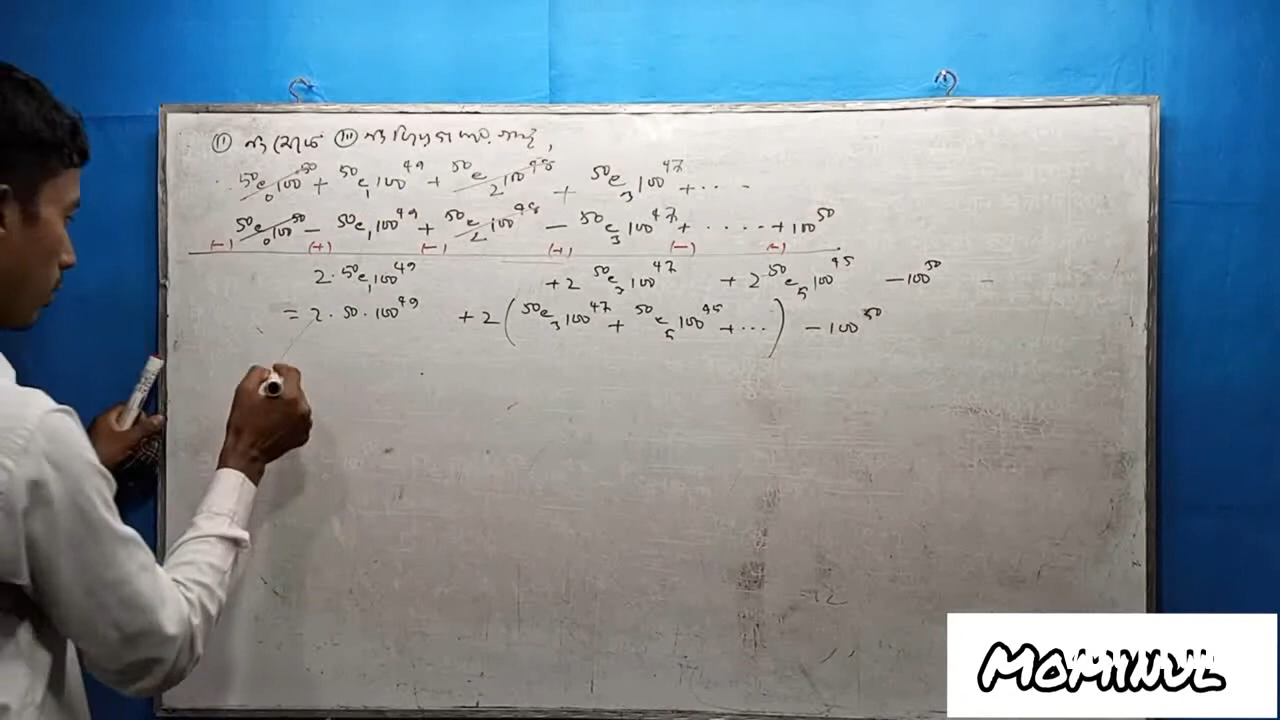 (ii) নং থেকে (iii) নং বিয়োগ করে পাই,
⁵⁰c₀100⁵⁰ + ⁵⁰c₁100⁴⁹ + ⁵⁰c₂100⁴⁸ + ⁵⁰c₃100⁴⁷ + ....
⁵⁰c₀100⁵⁰ − ⁵⁰c₁100⁴⁹ + ⁵⁰c₂100⁴⁸ − ⁵⁰c₃100⁴⁷ + ..... + 100⁵⁰
(−) (+) (−) (+) (−) (−)
2·⁵⁰c₁100⁴⁹ + 2 ⁵⁰c₃100⁴⁷ + 2 ⁵⁰c₅100⁴⁵ − 100⁵⁰
= 2·50·100⁴⁹ + 2(⁵⁰c₃100⁴⁷ + ⁵⁰c₅100⁴⁵ + ...) − 100⁵⁰
MOMINUL